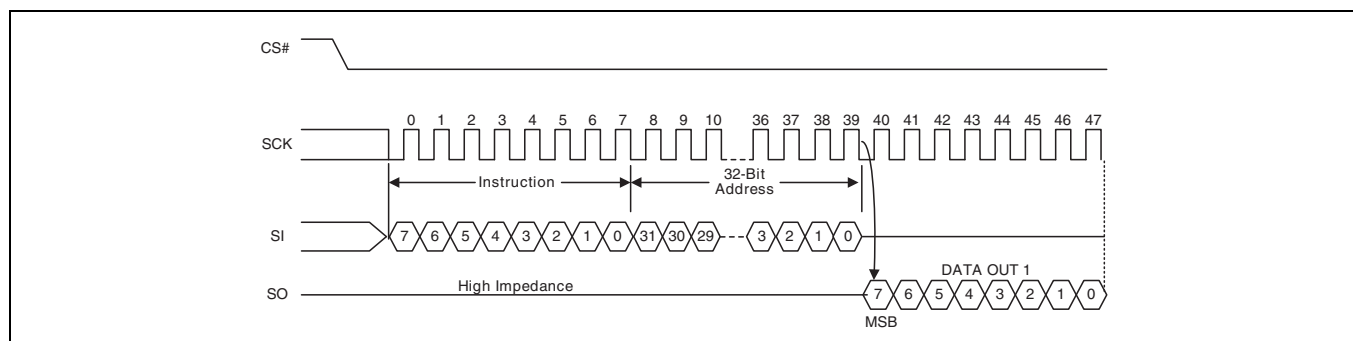 CS#
0 1 2 3 4 5 6 7 8 9 10 36 37 38 39 40 41 42 43 44 45 46 47
SCK
Instruction
32-Bit
Address
SI
7 6 5 4 3 2 1 0 31 30 29 3 2 1 0
DATA OUT 1
SO
High Impedance
7 6 5 4 3 2 1 0
MSB